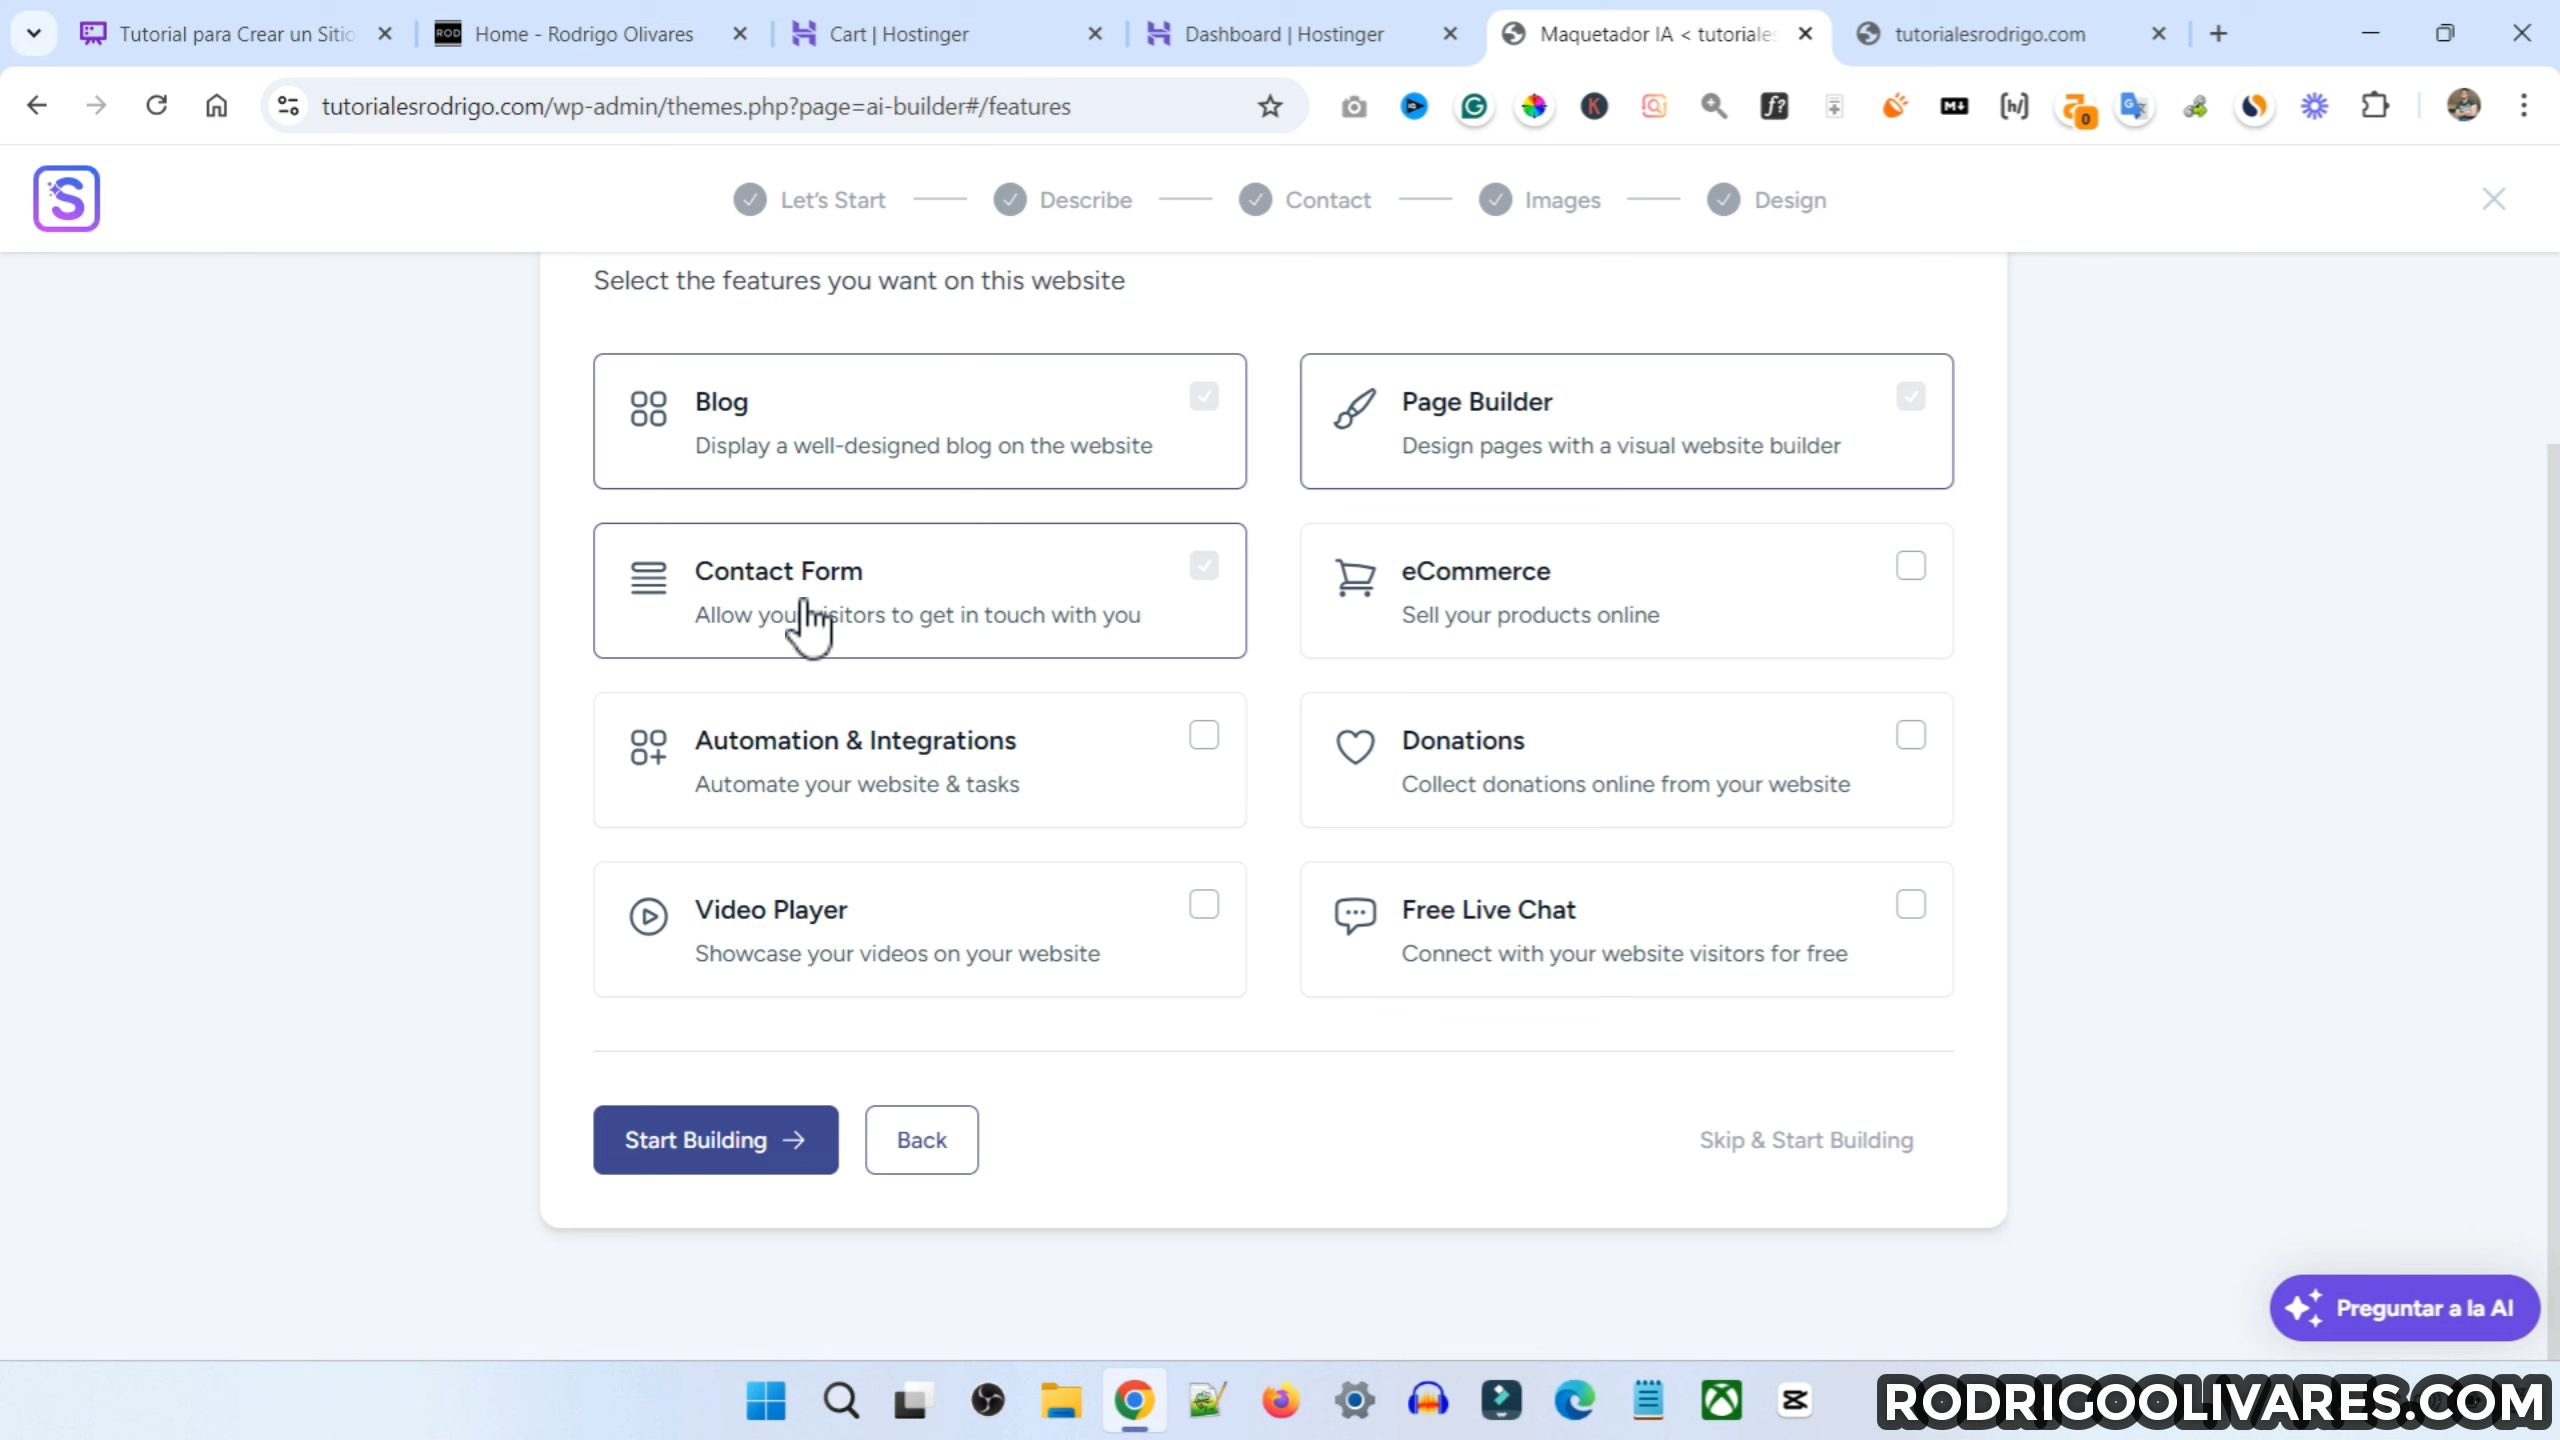 Tutorial para Crear un Sitio
Home - Rodrigo Olivares
Cart | Hostinger
Dashboard | Hostinger
Maquetador IA < tutoriales
tutorialesrodrigo.com
tutorialesrodrigo.com/wp-admin/themes.php?page=ai-builder#/features
Let's Start
Describe
Contact
Images
Design
Select the features you want on this website
Blog
Display a well-designed blog on the website
Page Builder
Design pages with a visual website builder
Contact Form
Allow your visitors to get in touch with you
eCommerce
Sell your products online
Automation & Integrations
Automate your website & tasks
Donations
Collect donations online from your website
Video Player
Showcase your videos on your website
Free Live Chat
Connect with your website visitors for free
Start Building →
Back
Skip & Start Building
Preguntar a la AI
RODRIGOOLIVARES.COM